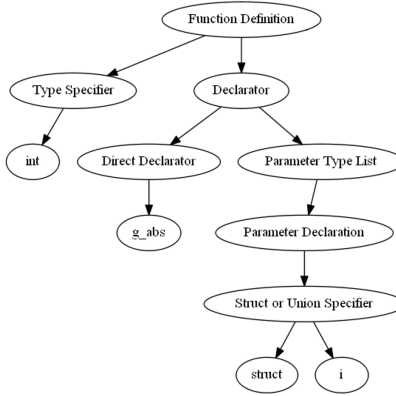 Function Definition
Type Specifier
Declarator
int
Direct Declarator
Parameter Type List
g_abs
Parameter Declaration
Struct or Union Specifier
struct
i